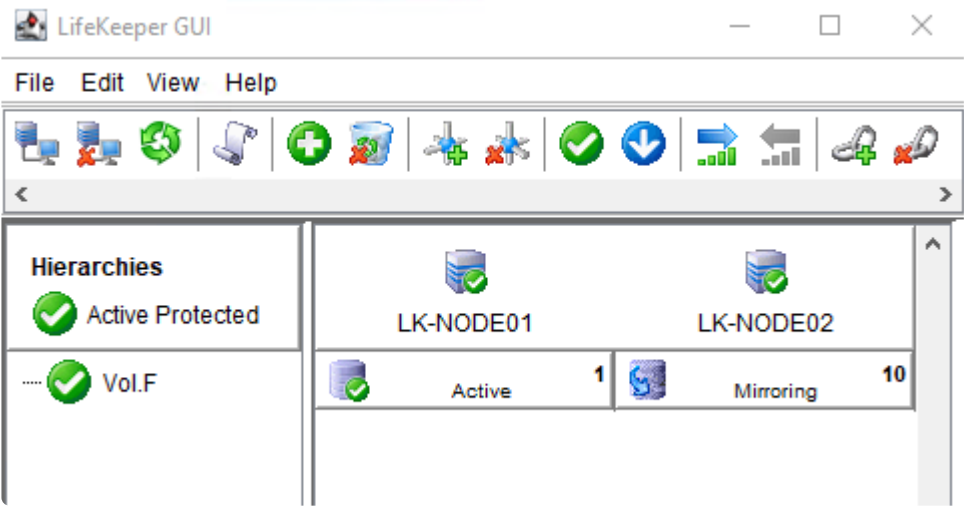 LifeKeeper GUI
File Edit View Help
Hierarchies
Active Protected
LK-NODE01 LK-NODE02
Vol.F
Active 1 Mirroring 10